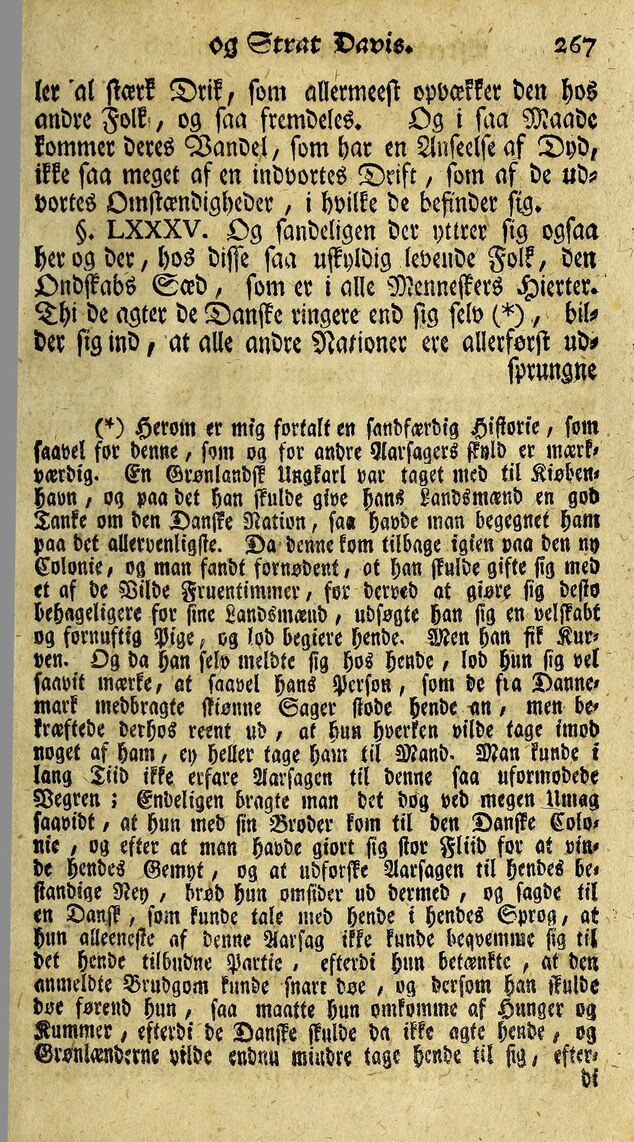 og Strat Davis. 267
ler al stærk Drik, som allermeest opvækker den hos
andre Folk, og saa fremdeles. Og i saa Maade
kommer deres Vandel, som har en Anseelse af Dyd,
ikke saa meget af en indvortes Drift, som af de ud-
vortes Omstændigheder, i hvilke de befinder sig.
§. LXXXV. Og sandeligen der yttrer sig ogsaa
her og der, hos disse saa uskyldig levende Folk, den
Ondskabs Sæd, som er i alle Menneskers Hierter.
Thi de agter de Danske ringere end sig selv (*), bil-
der sig ind, at alle andre Nationer ere allerførst ud-
sprungne
(*) Herom er mig fortalt en sandfærdig Historie, som
saavel for denne, som og for andre Aarsagers skyld er mærk-
værdig. En Grønlandsk Ungkarl var taget med til Kiøben-
havn, og paa det han skulde give hans Landsmænd en god
Tanke om den Danske Nation, saa havde man begegnet ham
paa det allervenligste. Da denne kom tilbage igien paa den ny
Colonie, og man fandt fornødent, at han skulde gifte sig med
et af de Vilde Fruentimmer, for derved at giøre sig desto
behageligere for sine Landsmænd, udsøgte han sig en velskabt
og fornuftig Pige, og lod begiere hende. Men han fik Kur-
ven. Og da han selv meldte sig hos hende, lod hun sig vel
saavit mærke, at saavel hans Person, som de fra Danne-
mark medbragte skiønne Sager stode hende an, men be-
kræftede derhos reent ud, at hun hverken vilde tage imod
noget af ham, ey heller tage ham til Mand. Man kunde i
lang Tiid ikke erfare Aarsagen til denne saa uformodede
Vegren; Endeligen bragte man det dog ved megen Umag
saavidt, at hun med sin Broder kom til den Danske Colo-
nie, og efter at man havde giort sig stor Fliid for at vin-
de hendes Gemyt, og at udforske Aarsagen til hendes be-
standige Ney, brød hun omsider ud dermed, og sagde til
en Dansk, som kunde tale med hende i hendes Sprog, at
hun alleeneste af denne Aarsag ikke kunde beqvemme sig til
det hende tilbudne Partie, efterdi hun betænkte, at den
anmeldte Brudgom kunde snart døe, og dersom han skulde
døe førend hun, saa maatte hun omkomme af Hunger og
Kummer, efterdi de Danske skulde da ikke agte hende, og
Grønlænderne vilde endnu mindre tage hende til sig, efter-
di